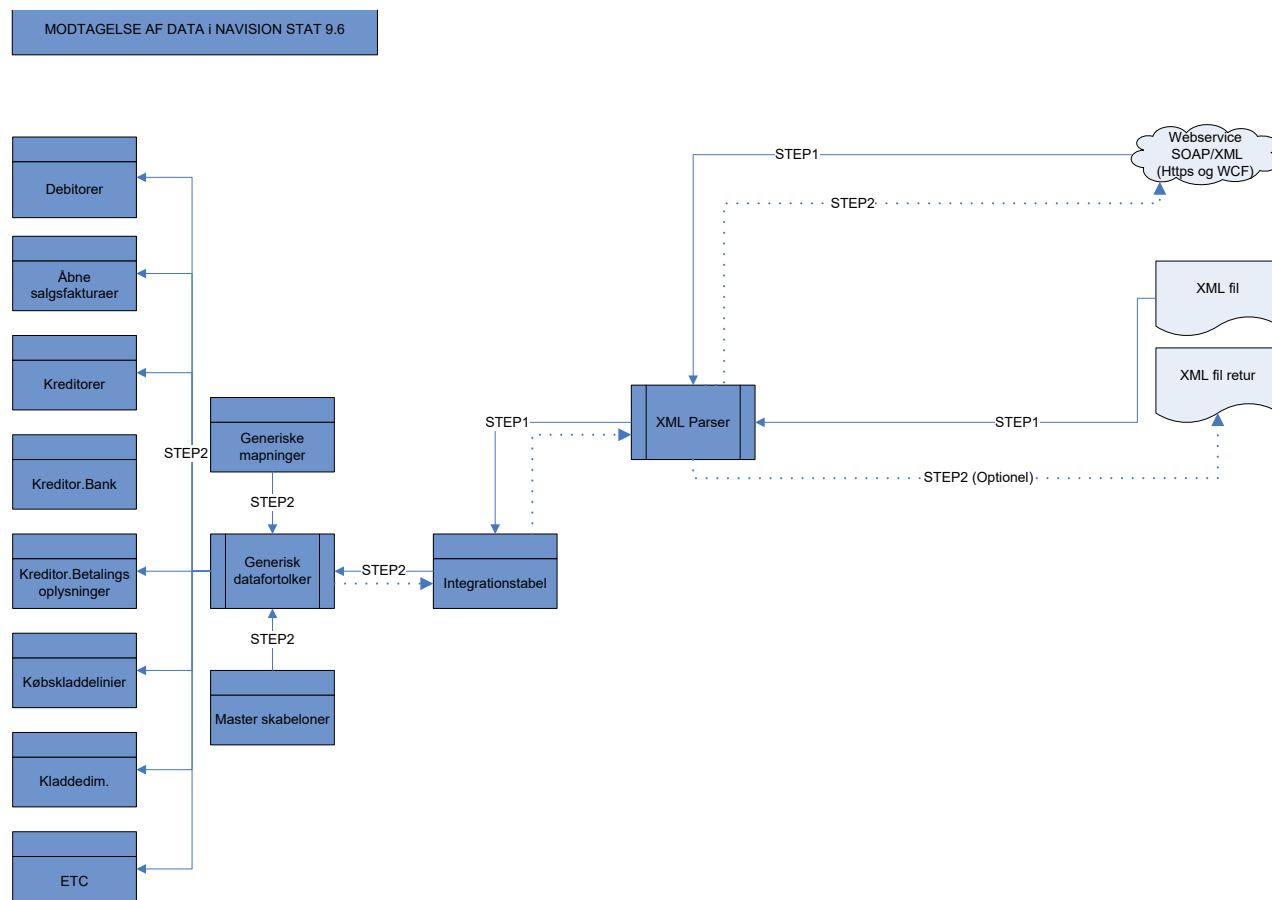 MODTAGELSE AF DATA i NAVISION STAT 9.6
Webservice
SOAP/XML
(Https og WCF)
STEP1
STEP2
Debitorer
Åbne
salgsfakturaer
XML fil
Kreditorer
XML fil retur
Generiske
mapninger
STEP1
XML Parser
STEP1
STEP2
Kreditor.Bank
STEP2 (Optionel)
STEP2
Kreditor.Betalings
oplysninger
Generisk
datafortolker
STEP2
Integrationstabel
STEP2
Købskladdelinier
Master skabeloner
Kladdedim.
ETC